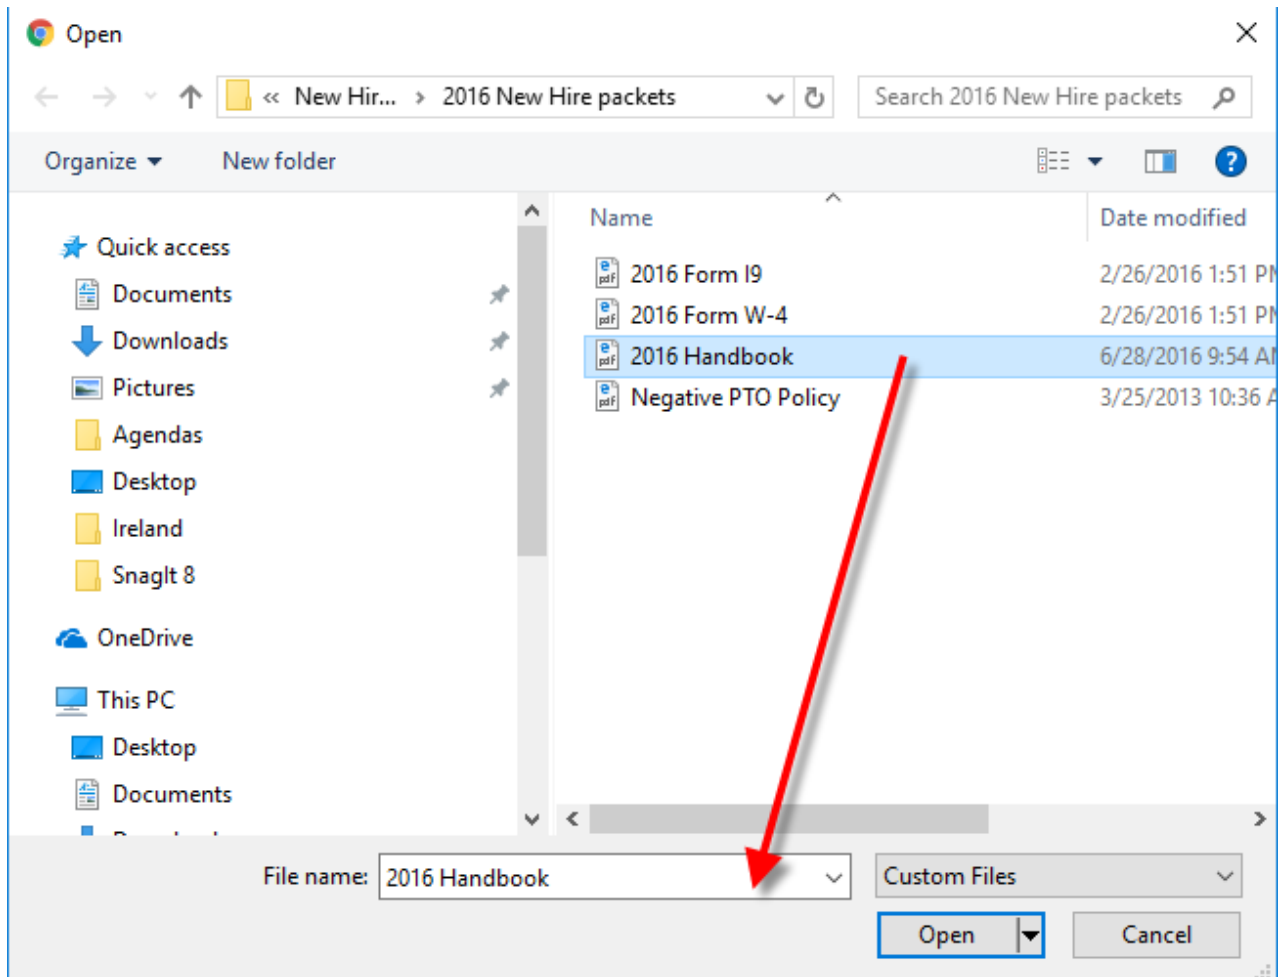 Open
« New Hir... > 2016 New Hire packets
Search 2016 New Hire packets
Organize
New folder
?
Name
Date modified
Quick access
Documents
Downloads
Pictures
Agendas
Desktop
Ireland
SnagIt 8
OneDrive
This PC
Desktop
Documents
2016 Form I9
2/26/2016 1:51 PM
2016 Form W-4
2/26/2016 1:51 PM
2016 Handbook
6/28/2016 9:54 AM
Negative PTO Policy
3/25/2013 10:36 A
File name:
2016 Handbook
Custom Files
Open
Cancel